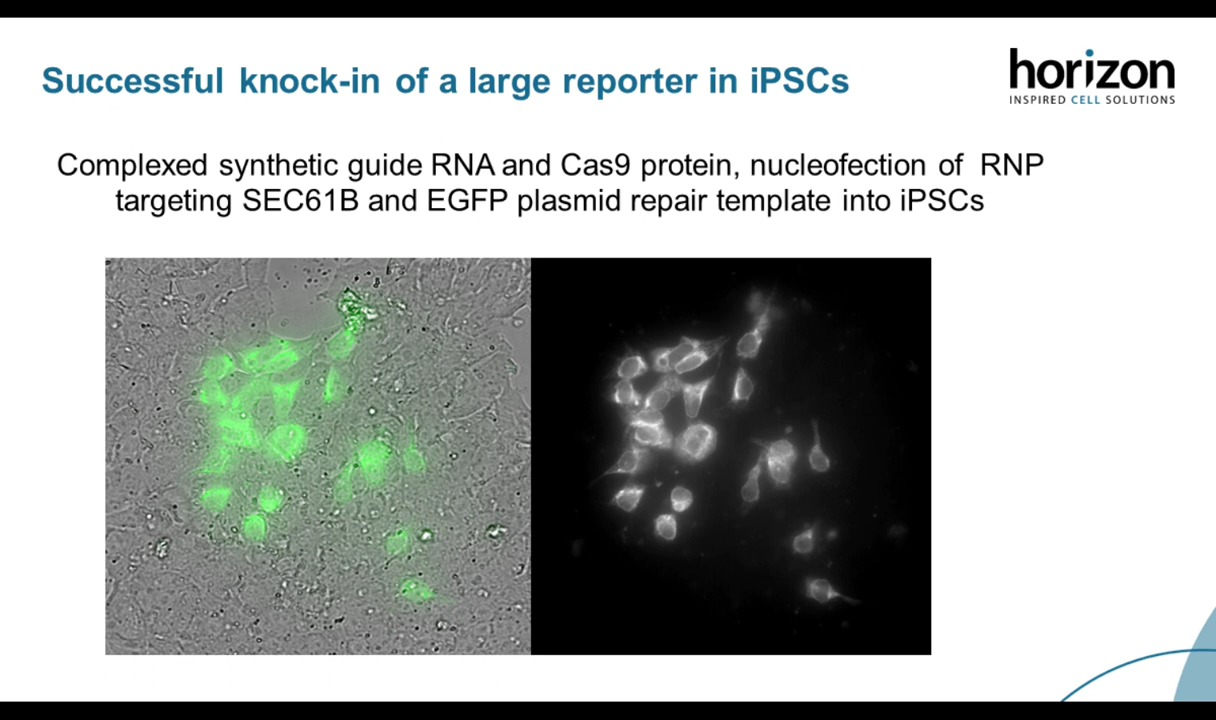 Successful knock-in of a large reporter in iPSCs
horizon
INSPIRED CELL SOLUTIONS
Complexed synthetic guide RNA and Cas9 protein, nucleofection of RNP
targeting SEC61B and EGFP plasmid repair template into iPSCs